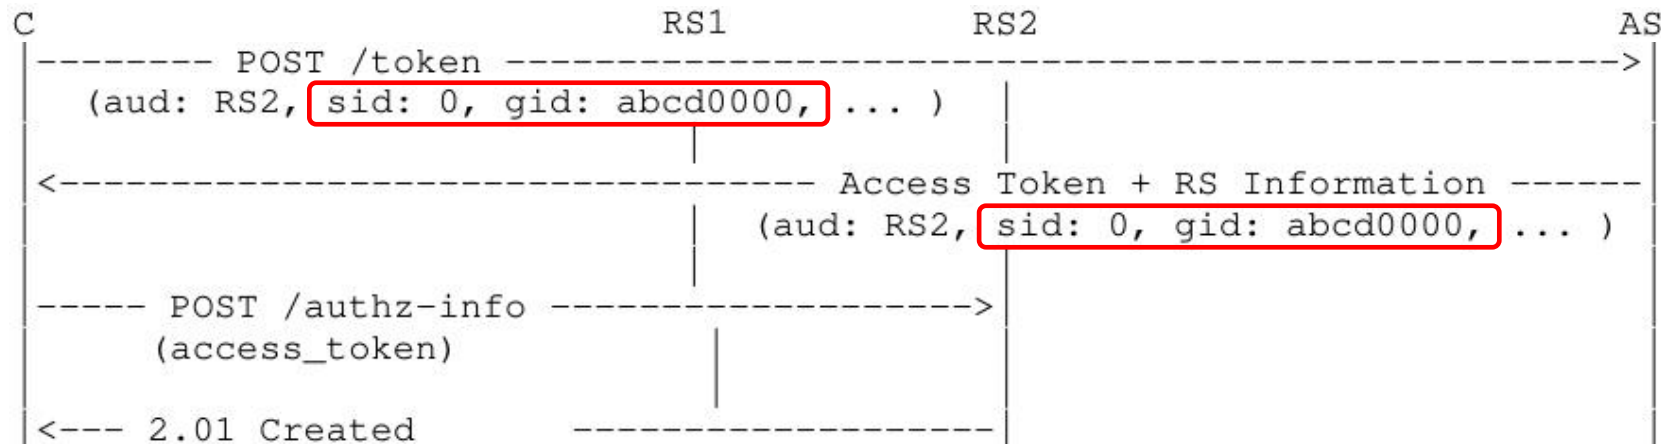 C RS1 RS2 AS
-------- POST /token -------------------------------------------------->
(aud: RS2, sid: 0, gid: abcd0000, ... )
<---------------------------------- Access Token + RS Information ------
(aud: RS2, sid: 0, gid: abcd0000, ... )
----- POST /authz-info ------------------->
(access_token)
<--- 2.01 Created -------------------